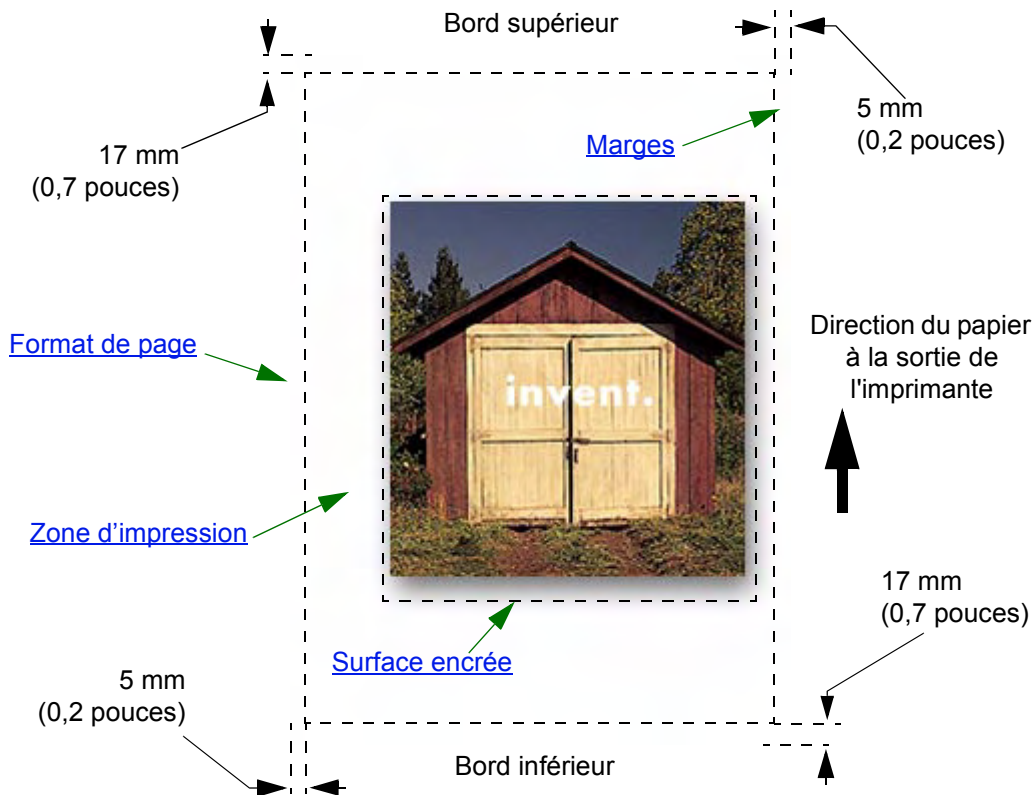 Bord supérieur
5 mm
(0,2 pouces)
Marges
17 mm
(0,7 pouces)
Format de page
Direction du papier
à la sortie de
l'imprimante
invent.
Zone d’impression
17 mm
(0,7 pouces)
Surface encrée
5 mm
(0,2 pouces)
Bord inférieur